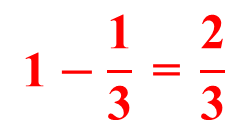 1 − 1/3 = 2/3